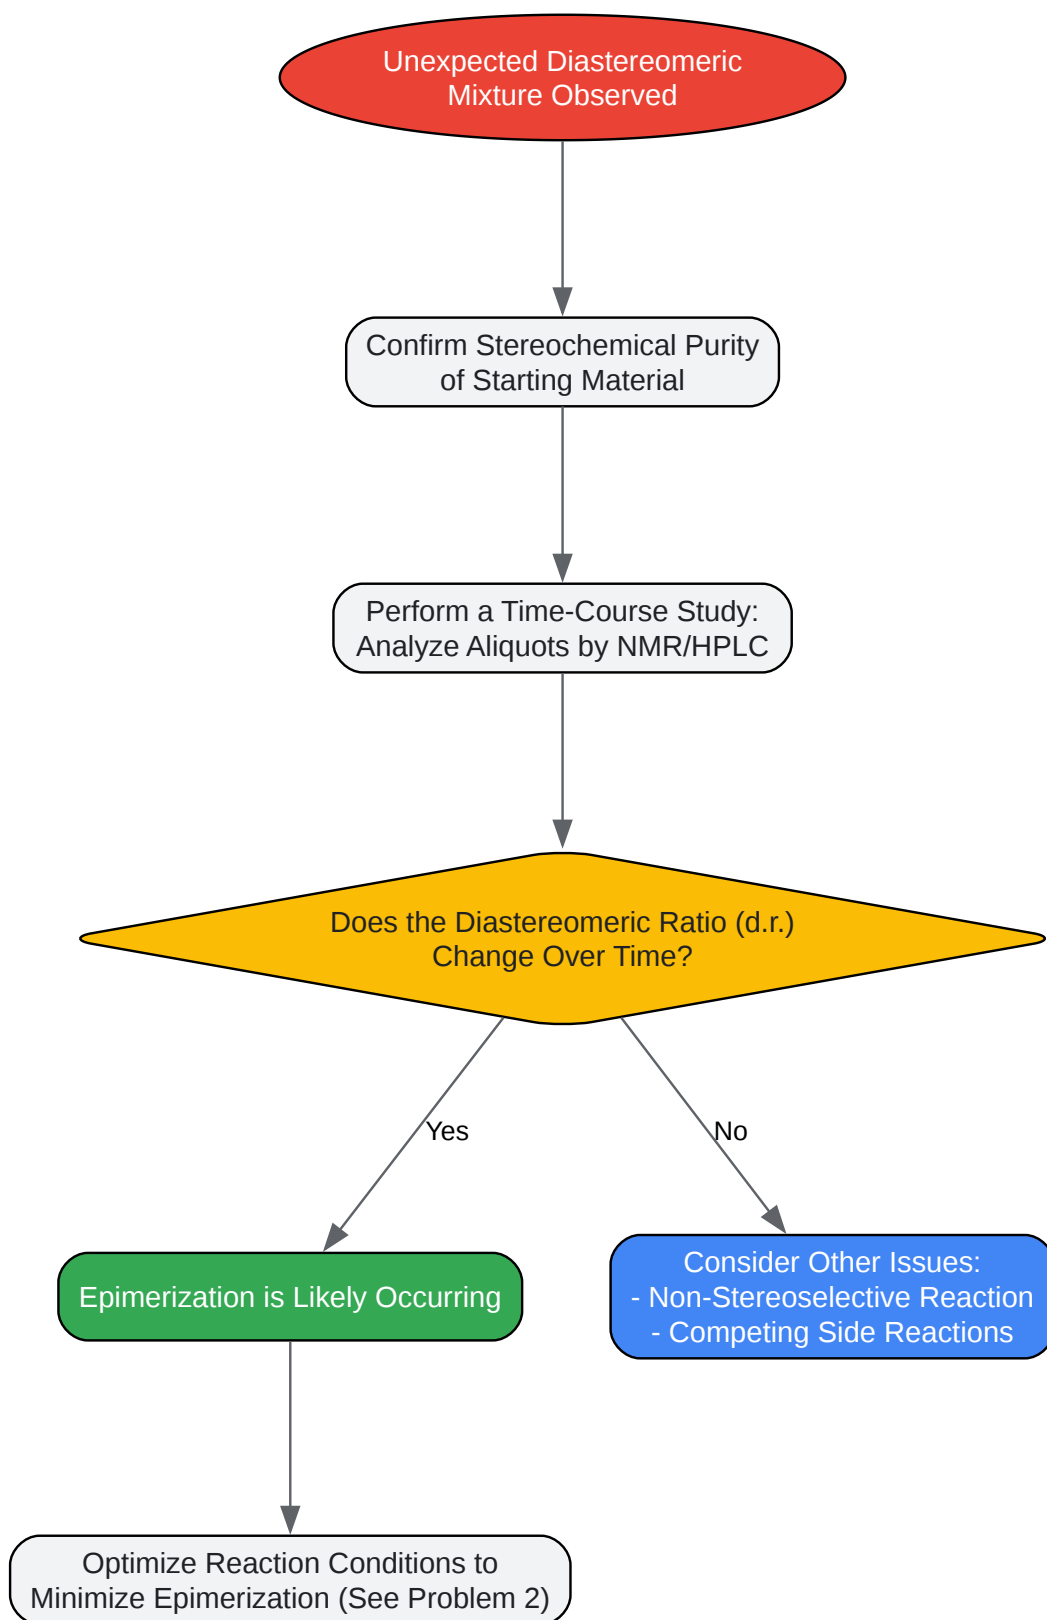 Unexpected Diastereomeric
Mixture Observed
Confirm Stereochemical Purity
of Starting Material
Perform a Time-Course Study:
Analyze Aliquots by NMR/HPLC
Does the Diastereomeric Ratio (d.r.)
Change Over Time?
Yes
No
Epimerization is Likely Occurring
Consider Other Issues:
- Non-Stereoselective Reaction
- Competing Side Reactions
Optimize Reaction Conditions to
Minimize Epimerization (See Problem 2)